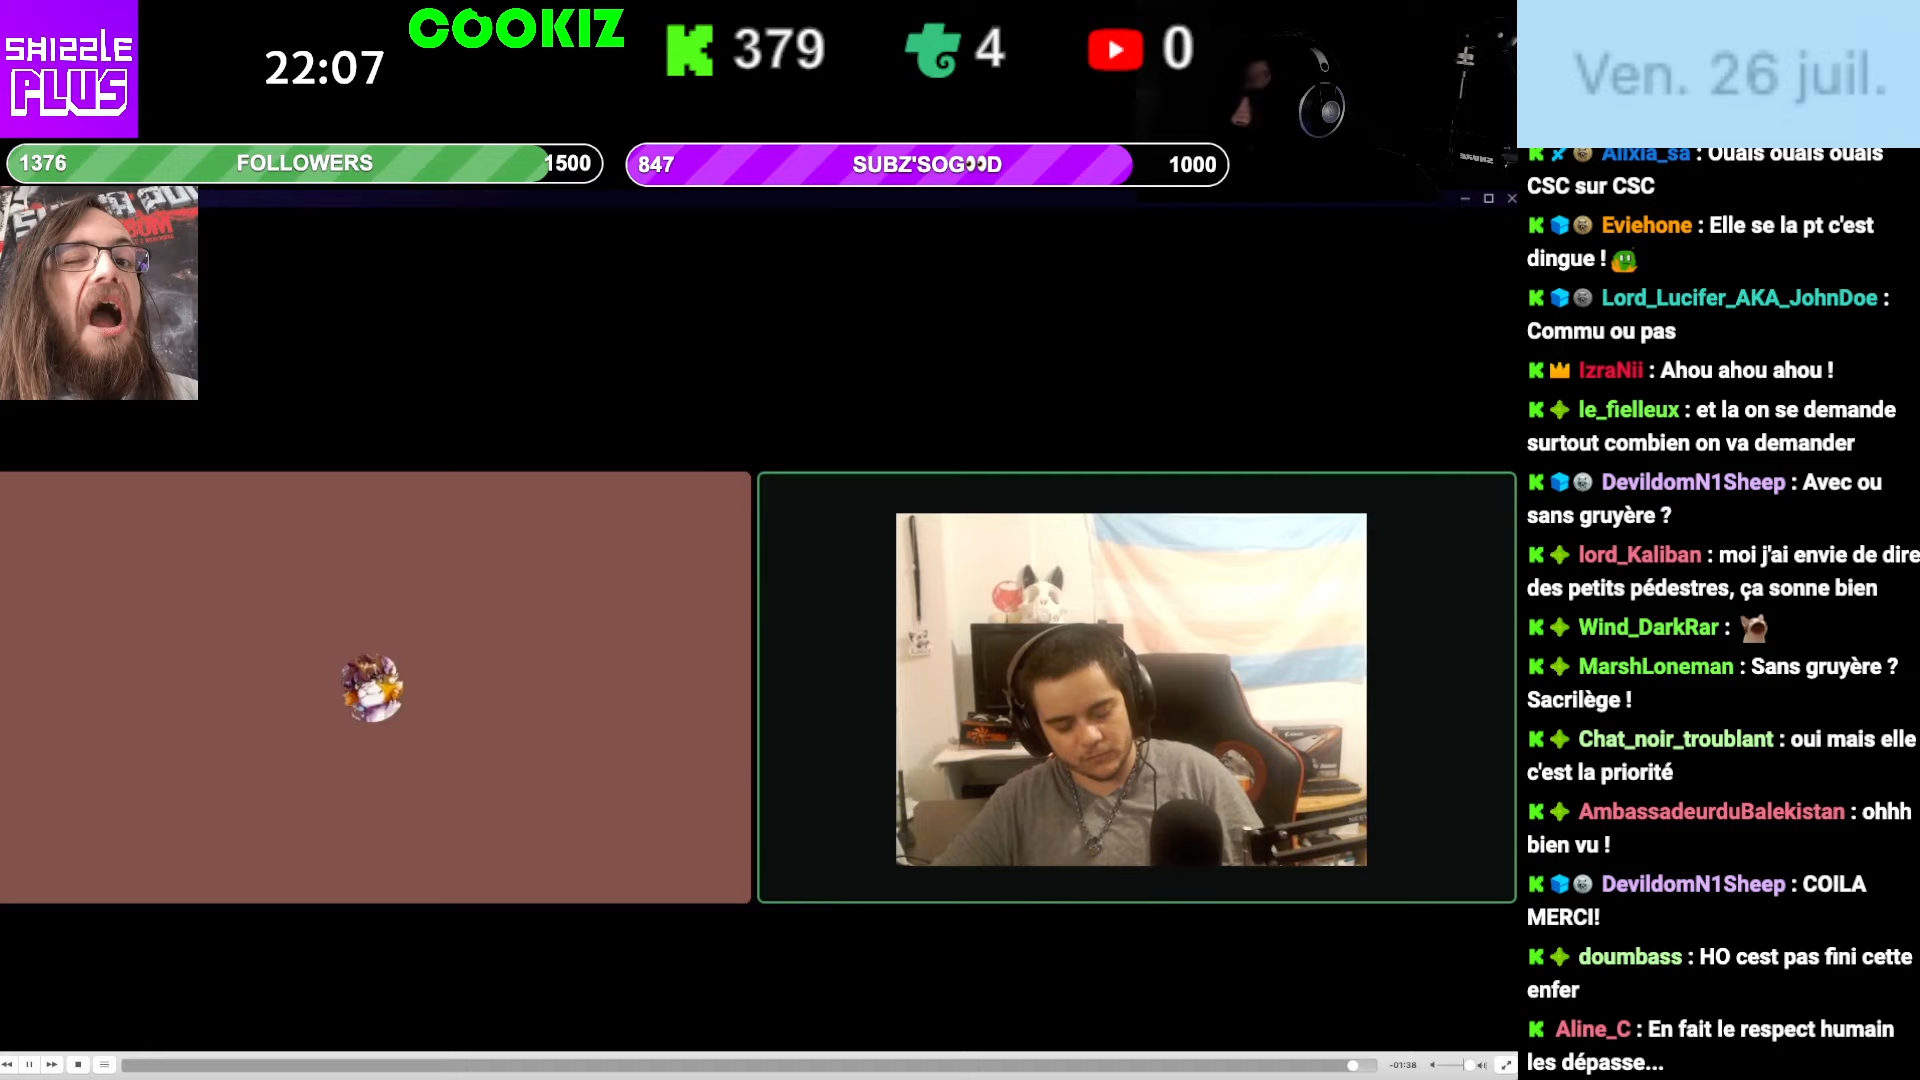 SHIZZLE
PLUS
22:07
COOKIZ
379
4
0
Ven. 26 juil.
1376 FOLLOWERS 1500
847 SUBZ'SOG👀D 1000
Alixia_sa : Ouais ouais ouais
CSC sur CSC
Eviehone : Elle se la pt c'est
dingue !
Lord_Lucifer_AKA_JohnDoe :
Commu ou pas
IzraNii : Ahou ahou ahou !
le_fielleux : et la on se demande
surtout combien on va demander
DevildomN1Sheep : Avec ou
sans gruyère ?
lord_Kaliban : moi j'ai envie de dire
des petits pédestres, ça sonne bien
Wind_DarkRar :
MarshLoneman : Sans gruyère ?
Sacrilège !
Chat_noir_troublant : oui mais elle
c'est la priorité
AmbassadeurduBalekistan : ohhh
bien vu !
DevildomN1Sheep : COILA
MERCI!
doumbass : HO cest pas fini cette
enfer
Aline_C : En fait le respect humain
les dépasse...
-01:38